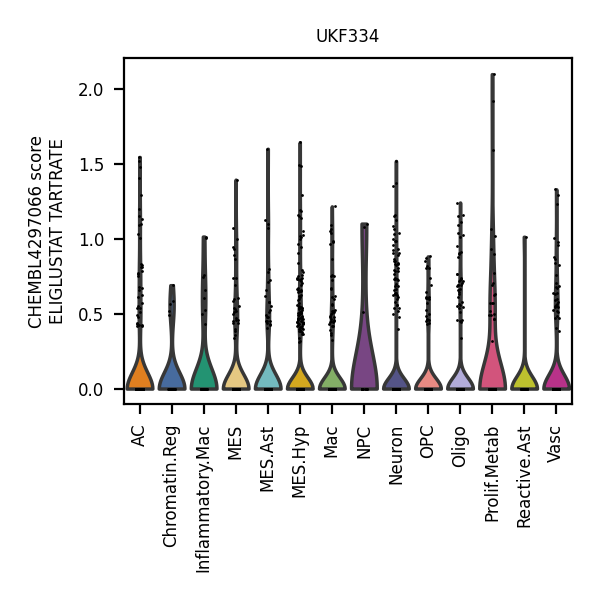 UKF334
CHEMBL4297066 score
ELIGLUSTAT TARTRATE
2.0
1.5
1.0
0.5
0.0
AC
Chromatin.Reg
Inflammatory.Mac
MES
MES.Ast
MES.Hyp
Mac
NPC
Neuron
OPC
Oligo
Prolif.Metab
Reactive.Ast
Vasc